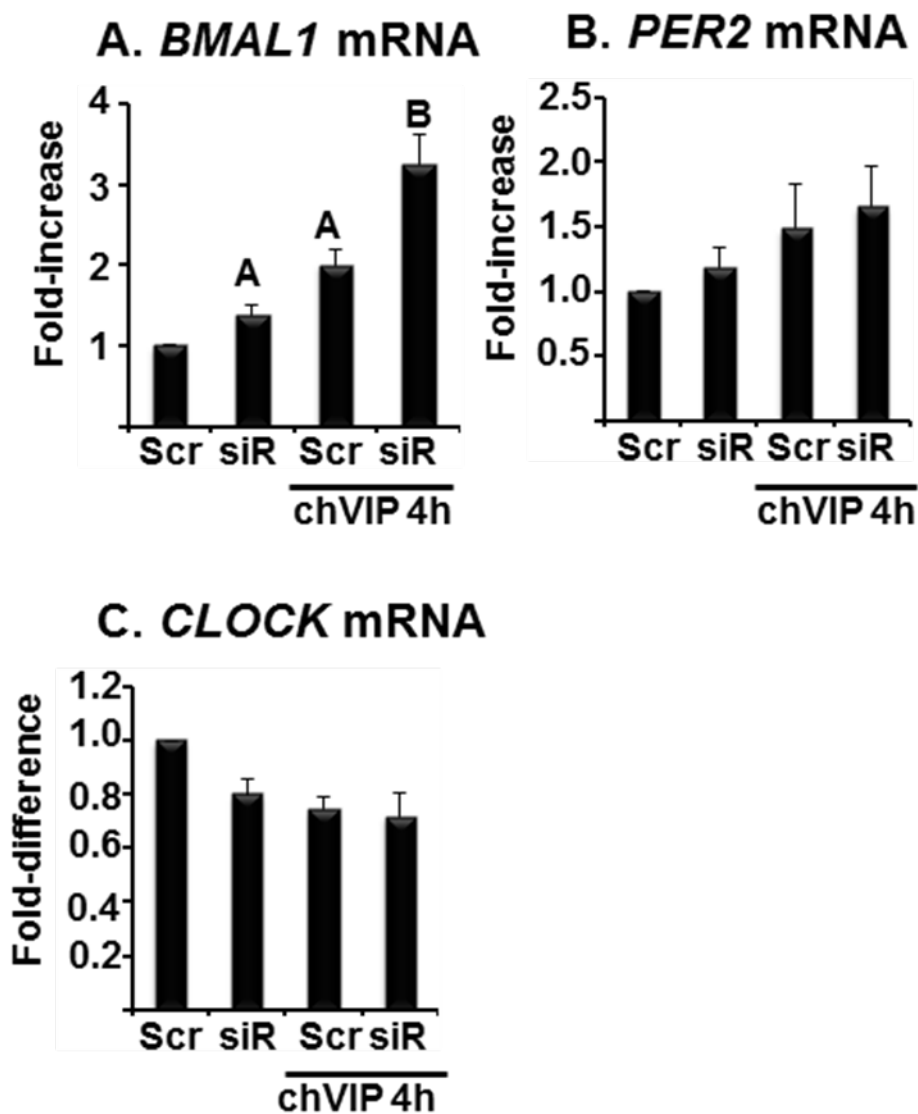 A. BMAL1 mRNA
Fold-increase
4
3
2
1
A
A
B
Scr siR Scr siR
chVIP 4h
B. PER2 mRNA
Fold-increase
2.5
2.0
1.5
1.0
0.5
Scr siR Scr siR
chVIP 4h
C. CLOCK mRNA
Fold-difference
1.2
1.0
0.8
0.6
0.4
0.2
Scr siR Scr siR
chVIP 4h